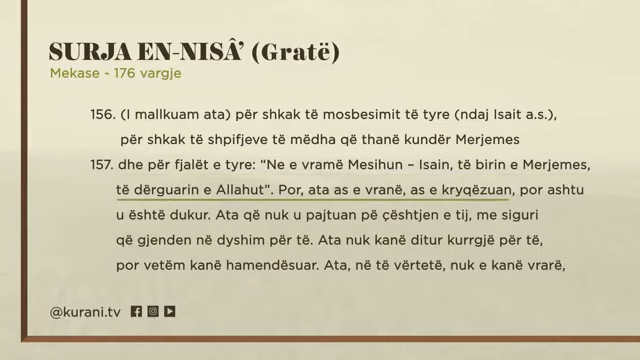 SURJA EN-NISÂ’ (Gratë)
Mekase - 176 vargje
156. (I mallkuam ata) për shkak të mosbesimit të tyre (ndaj Isait a.s.),
për shkak të shpifjeve të mëdha që thanë kundër Merjemes
157. dhe për fjalët e tyre: “Ne e vramë Mesihun – Isain, të birin e Merjemes,
të dërguarin e Allahut”. Por, ata as e vranë, as e kryqëzuan, por ashtu
u është dukur. Ata që nuk u pajtuan pë çështjen e tij, me siguri
që gjenden në dyshim për të. Ata nuk kanë ditur kurrgjë për të,
por vetëm kanë hamendësuar. Ata, në të vërtetë, nuk e kanë vrarë,
@kurani.tv